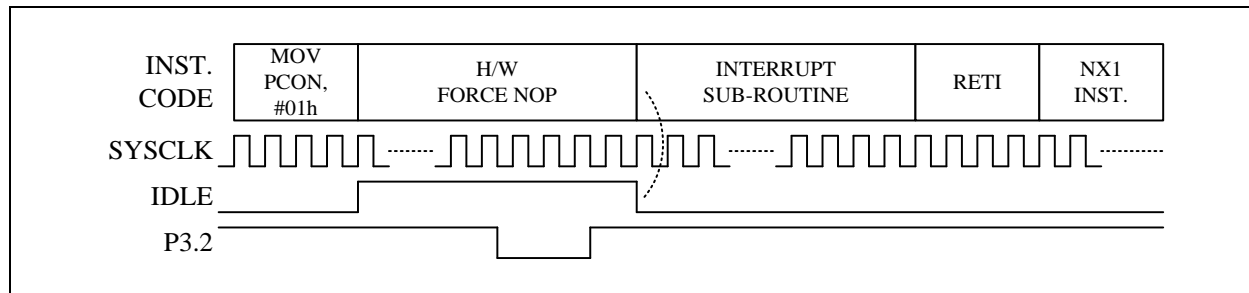 INST.
CODE
MOV
PCON,
#01h
H/W
FORCE NOP
INTERRUPT
SUB-ROUTINE
RETI
NX1
INST.
SYSCLK
IDLE
P3.2